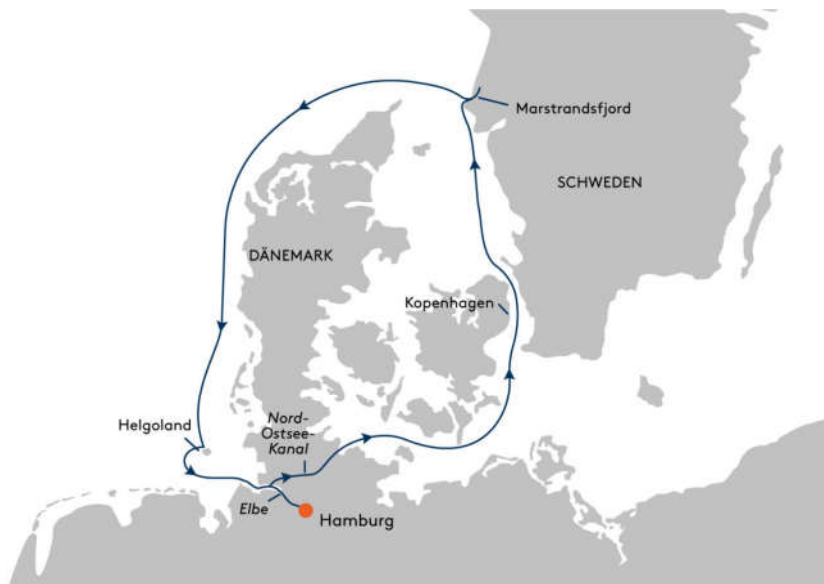 Marstrandsfjord
SCHWEDEN
DÄNEMARK
Kopenhagen
Helgoland
Nord-
Ostsee-
Kanal
Elbe
Hamburg